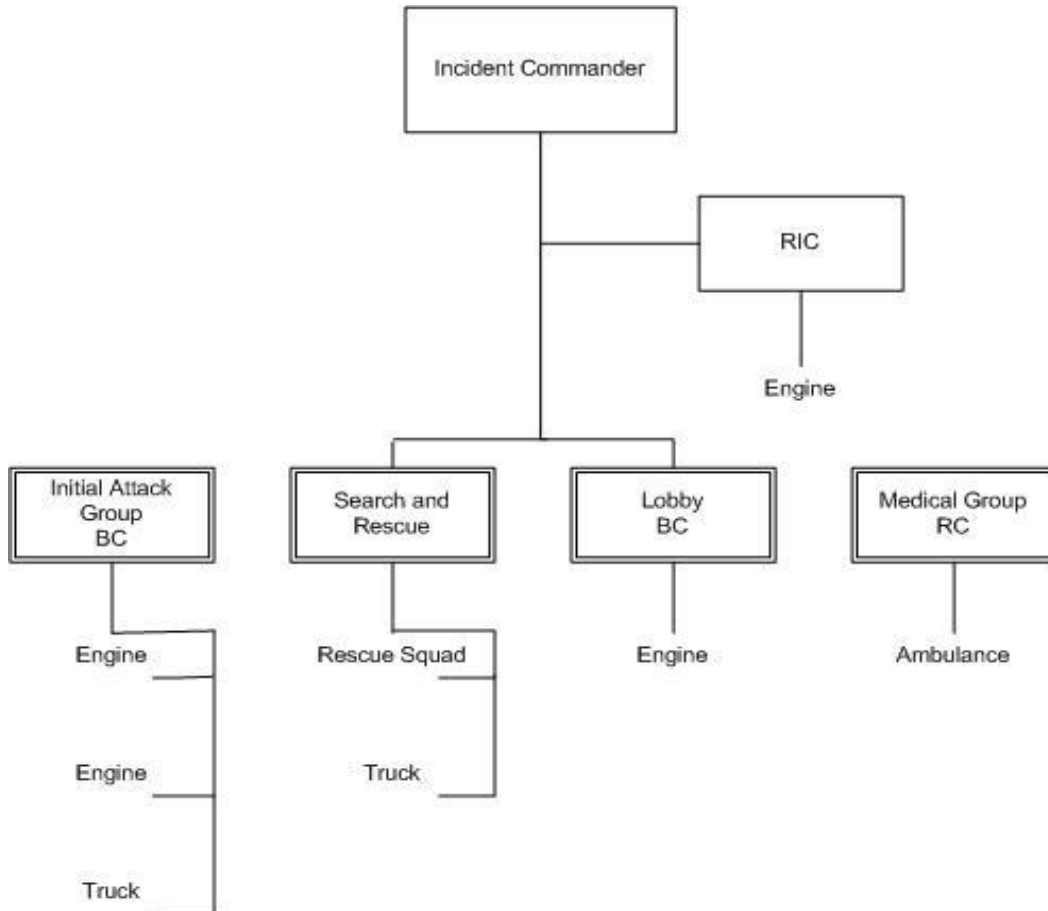 Incident Commander
RIC
Engine
Initial Attack
Group
BC
Search and
Rescue
Lobby
BC
Medical Group
RC
Engine
Rescue Squad
Engine
Ambulance
Engine
Truck
Truck